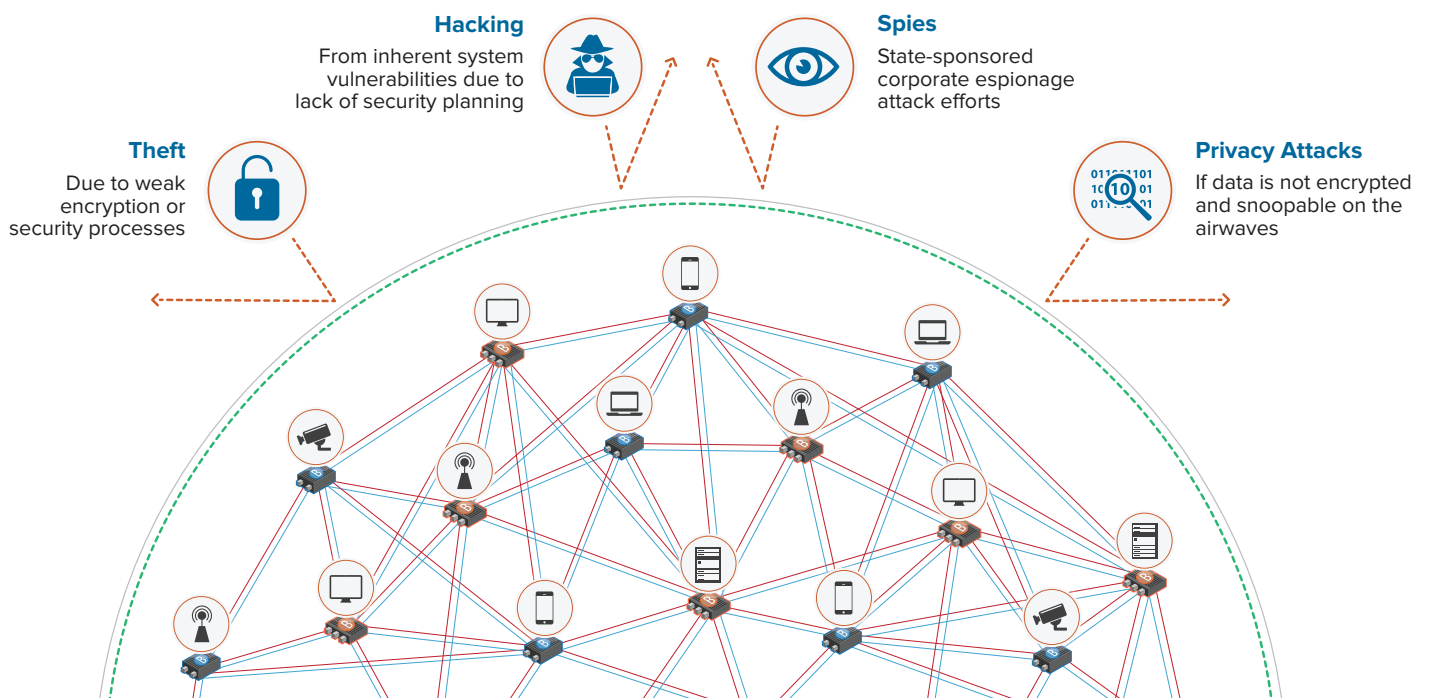 Hacking
From inherent system
vulnerabilities due to
lack of security planning
Spies
State-sponsored
corporate espionage
attack efforts
Theft
Due to weak
encryption or
security processes
Privacy Attacks
If data is not encrypted
and snoopable on the
airwaves
10